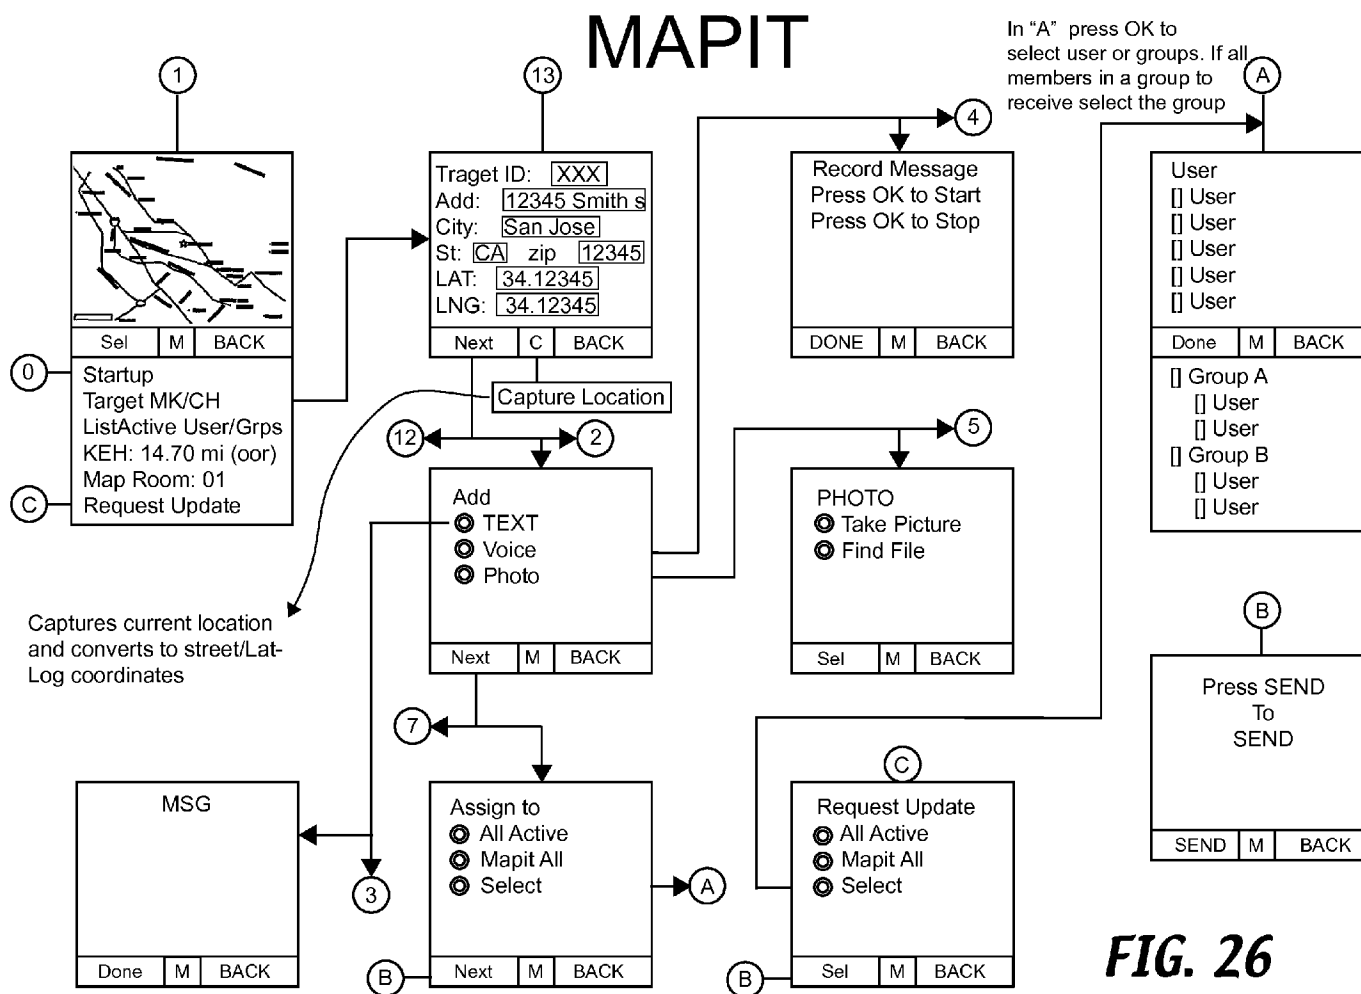 MAPIT
In “A” press OK to
select user or groups. If all
members in a group to
receive select the group
1
13
4
A
Sel M BACK
0
Startup
Target MK/CH
ListActive User/Grps
KEH: 14.70 mi (oor)
Map Room: 01
C
Request Update
Traget ID: XXX
Add: 12345 Smith s
City: San Jose
St: CA zip 12345
LAT: 34.12345
LNG: 34.12345
Next C BACK
Capture Location
12
2
Record Message
Press OK to Start
Press OK to Stop
DONE M BACK
5
User
[] User
[] User
[] User
[] User
[] User
Done M BACK
[] Group A
[] User
[] User
[] Group B
[] User
[] User
Add
TEXT
Voice
Photo
Next M BACK
PHOTO
Take Picture
Find File
Sel M BACK
Captures current location
and converts to street/Lat-
Log coordinates
7
B
Press SEND
To
SEND
SEND M BACK
MSG
Done M BACK
3
Assign to
All Active
Mapit All
Select
A
B
Next M BACK
C
Request Update
All Active
Mapit All
Select
B
Sel M BACK
FIG. 26